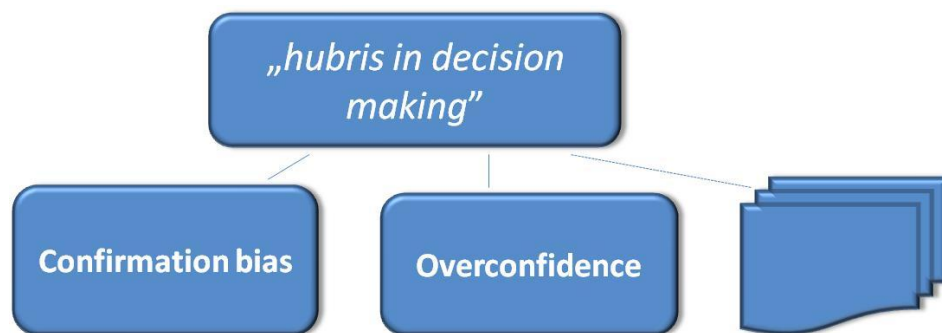 „hubris in decision
making”
Confirmation bias
Overconfidence